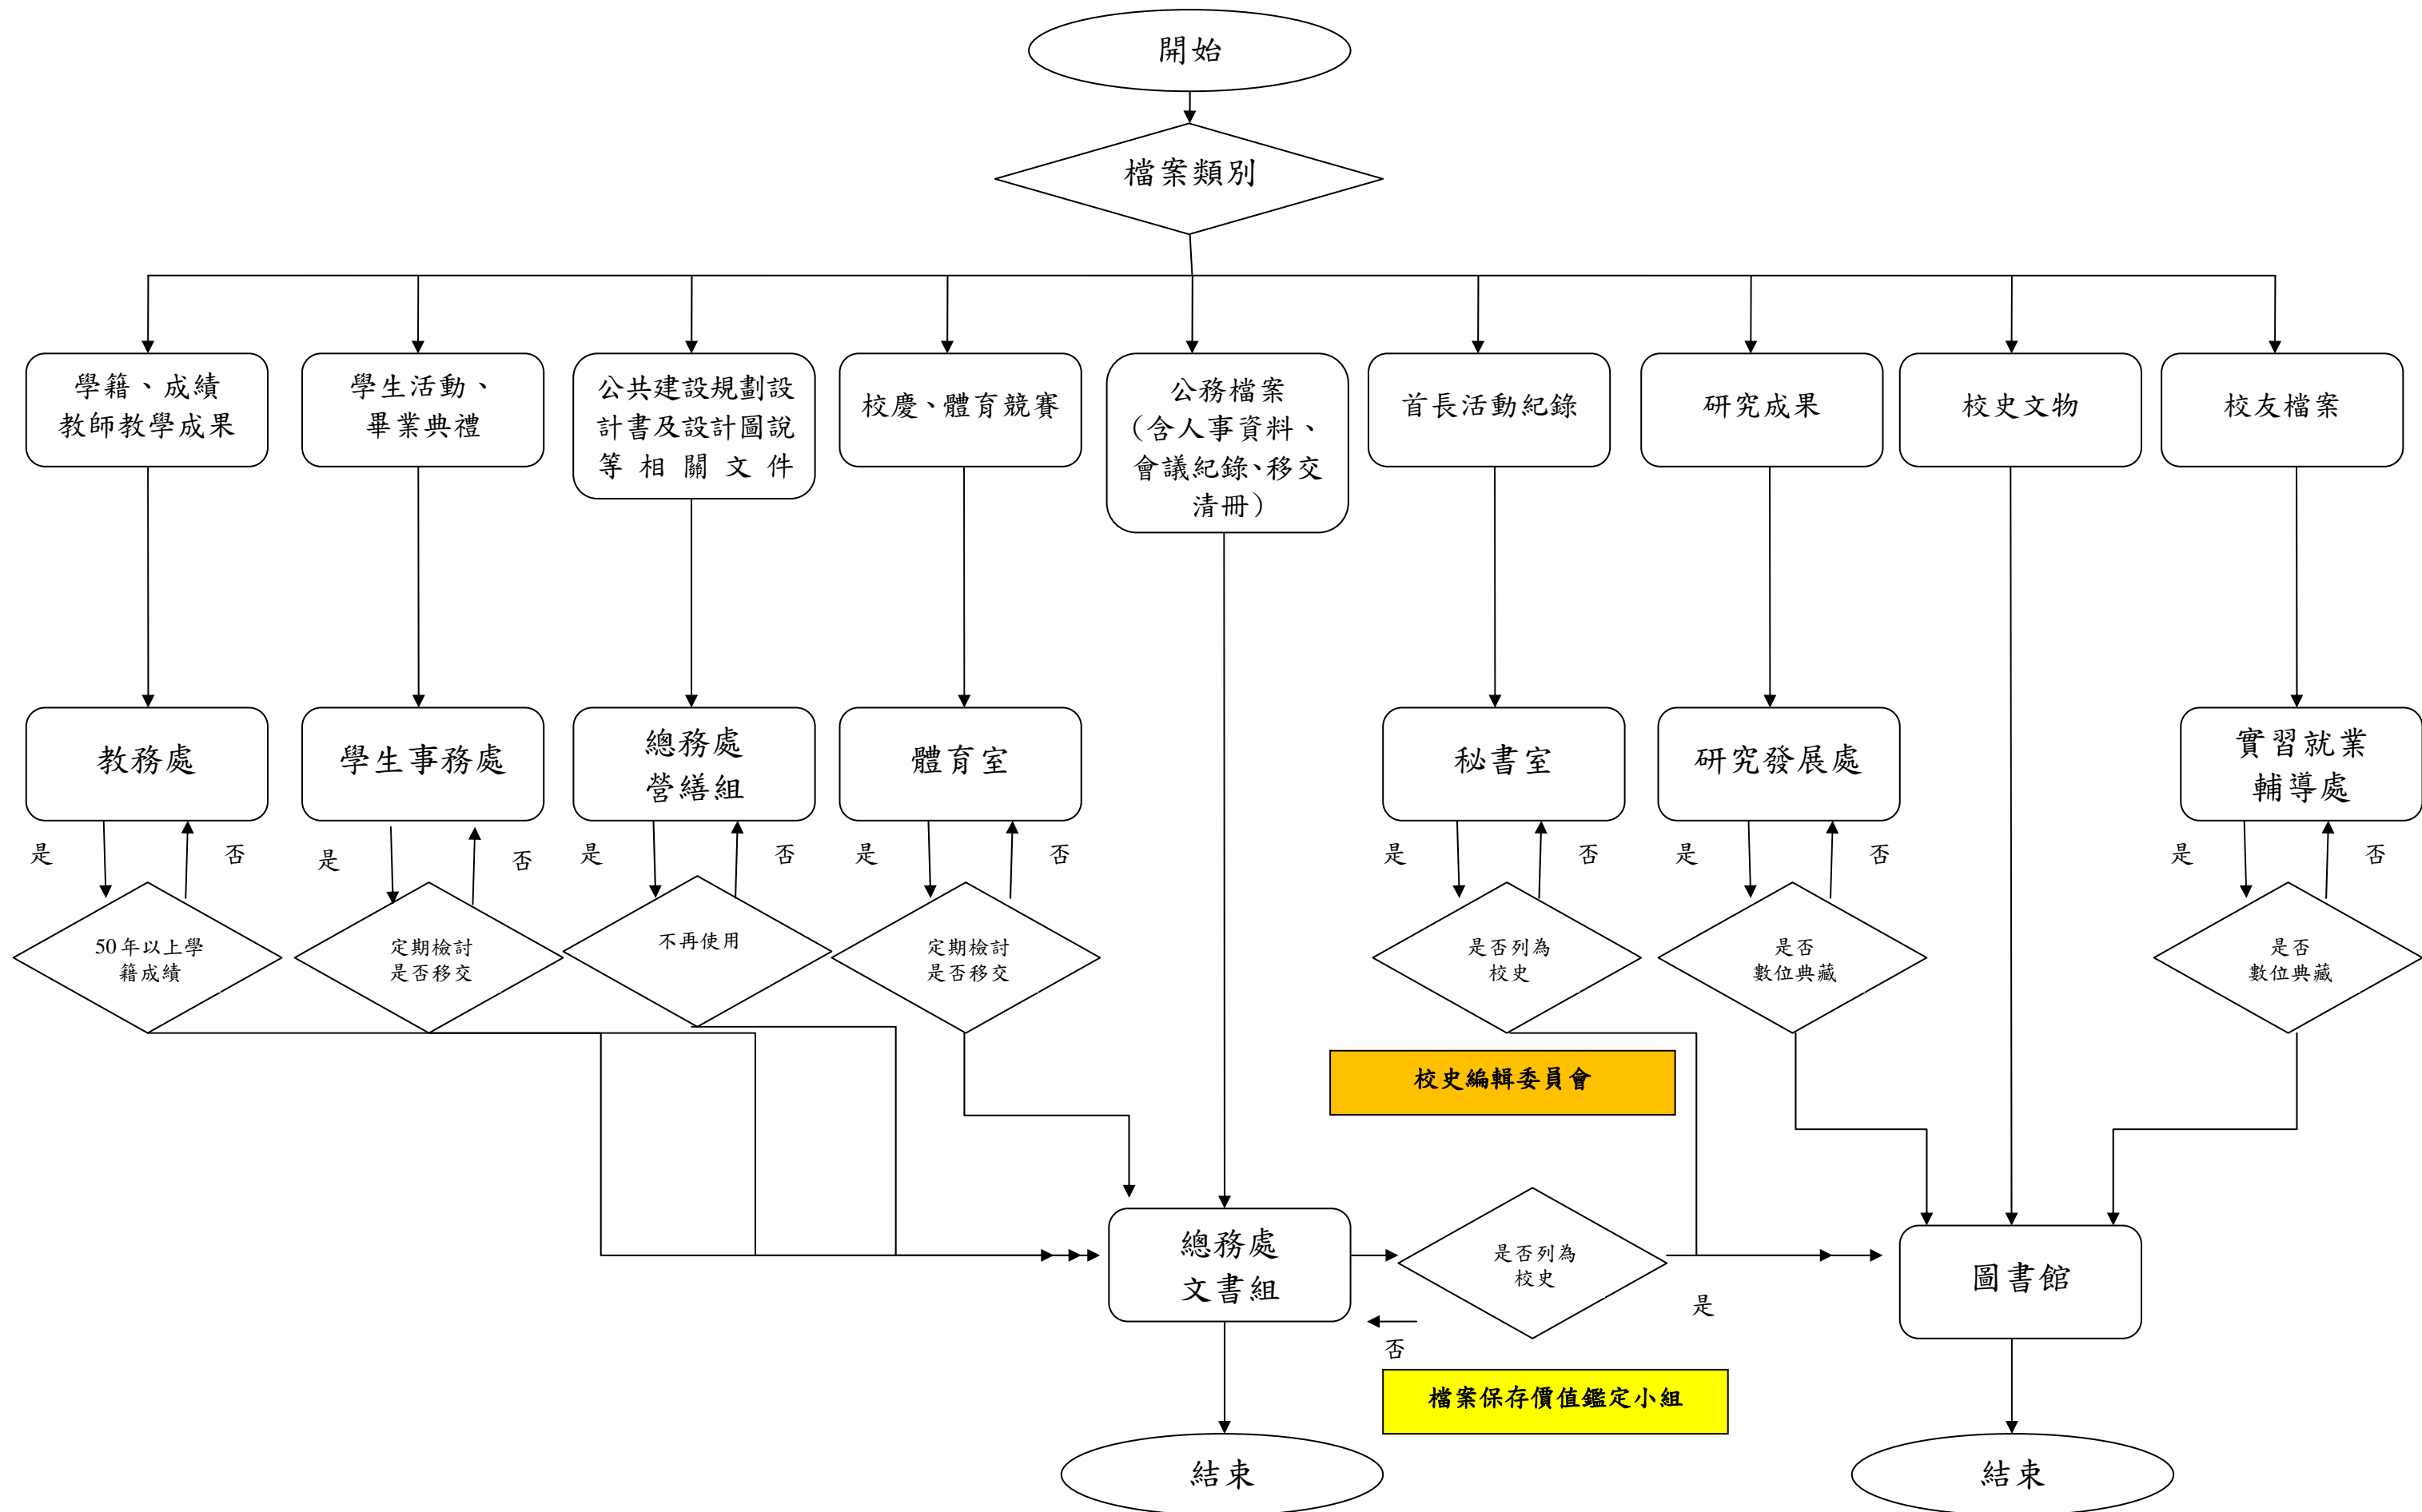 開始
檔案類別
學籍、成績
教師教學成果
學生活動、
畢業典禮
公共建設規劃設
計書及設計圖說
等相關文件
校慶、體育競賽
公務檔案
（含人事資料、
會議紀錄、移交
清冊）
首長活動紀錄
研究成果
校史文物
校友檔案
教務處
學生事務處
總務處
營繕組
體育室
秘書室
研究發展處
實習就業
輔導處
是
否
是
否
是
否
是
否
是
否
是
否
是
否
50年以上學
籍成績
定期檢討
是否移交
不再使用
定期檢討
是否移交
是否列為
校史
是否
數位典藏
是否
數位典藏
校史編輯委員會
總務處
文書組
是否列為
校史
是
否
圖書館
檔案保存價值鑑定小組
結束
結束